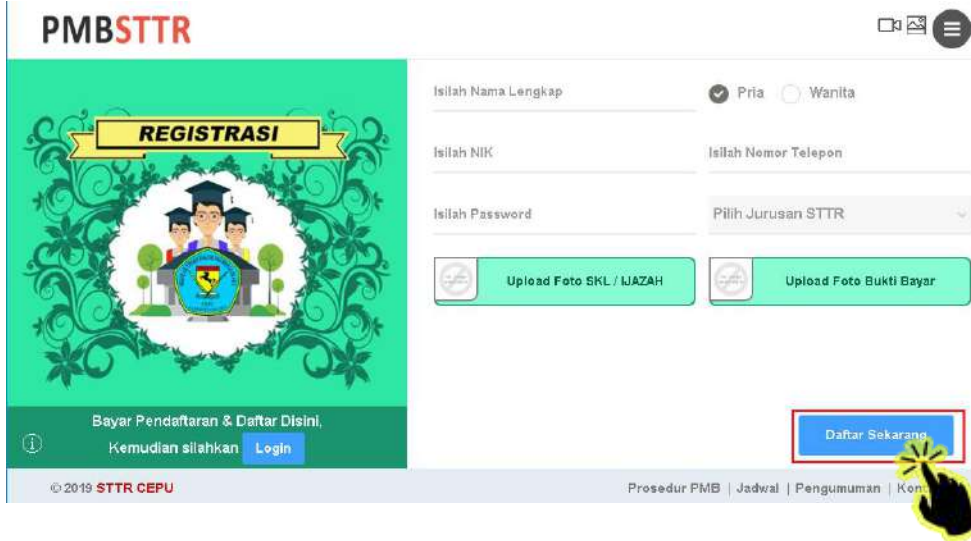 PMBSTTR
REGISTRASI
Bayar Pendaftaran & Daftar Disini,
Kemudian silahkan Login
Isilah Nama Lengkap
Pria Wanita
Isilah NIK
Isilah Nomor Telepon
Isilah Password
Pilih Jurusan STTR
Upload Foto SKL / IJAZAH
Upload Foto Bukti Bayar
Daftar Sekarang
© 2019 STTR CEPU
Prosedur PMB | Jadwal | Pengumuman |